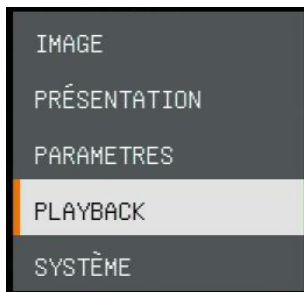 IMAGE
PRÉSENTATION
PARAMETRES
PLAYBACK
SYSTÈME